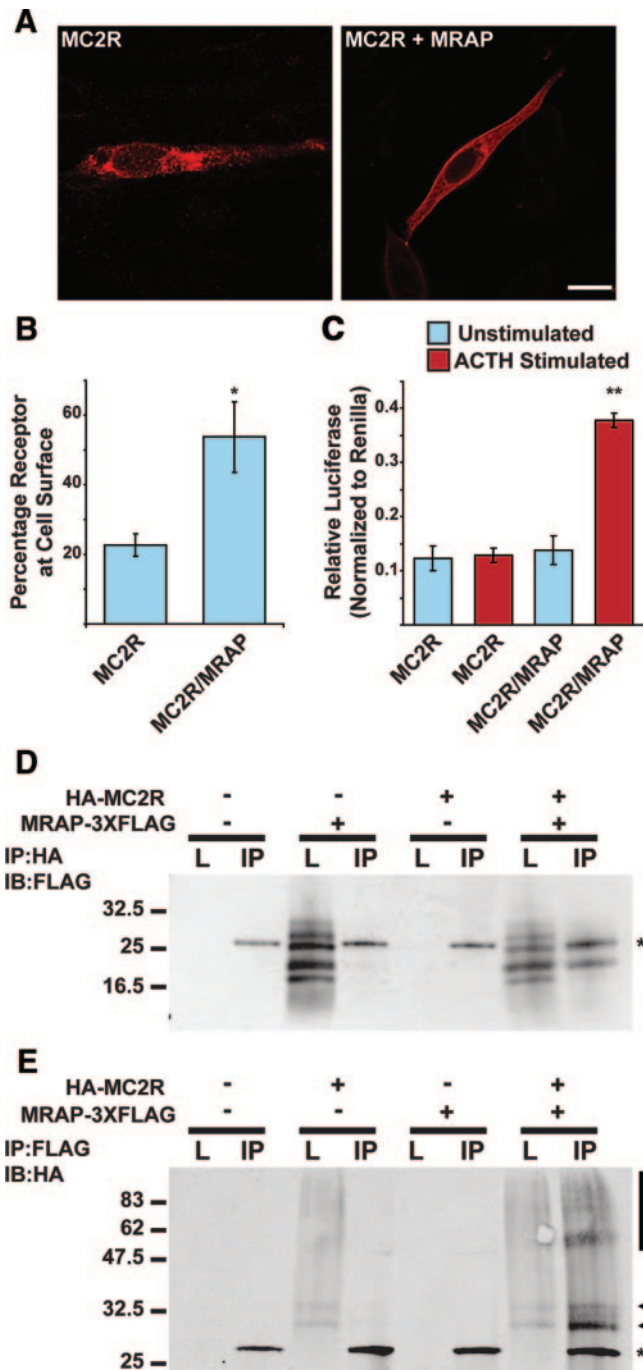 A
MC2R
MC2R + MRAP
B
C
Unstimulated
ACTH Stimulated
Percentage Receptor
at Cell Surface
60
40
20
*
MC2R
MC2R/MRAP
Relative Luciferase
(Normalized to Renilla)
0.4
0.3
0.1
**
MC2R
MC2R
MC2R/MRAP
MC2R/MRAP
D
HA-MC2R - - + +
MRAP-3XFLAG - + - +
IP:HA L IP L IP L IP L IP
IB:FLAG
32.5
25 *
16.5
E
HA-MC2R - + - +
MRAP-3XFLAG - - + +
IP:FLAG L IP L IP L IP L IP
IB:HA
83
62
47.5
32.5
25 *